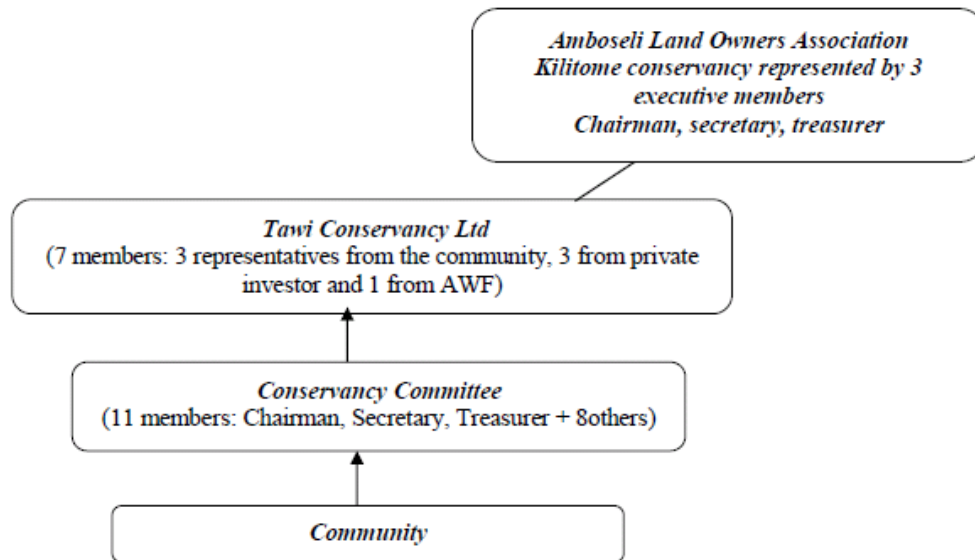 Amboseli Land Owners Association
Kilitome conservancy represented by 3
executive members
Chairman, secretary, treasurer
Tawi Conservancy Ltd
(7 members: 3 representatives from the community, 3 from private
investor and 1 from AWF)
Conservancy Committee
(11 members: Chairman, Secretary, Treasurer + 8others)
Community